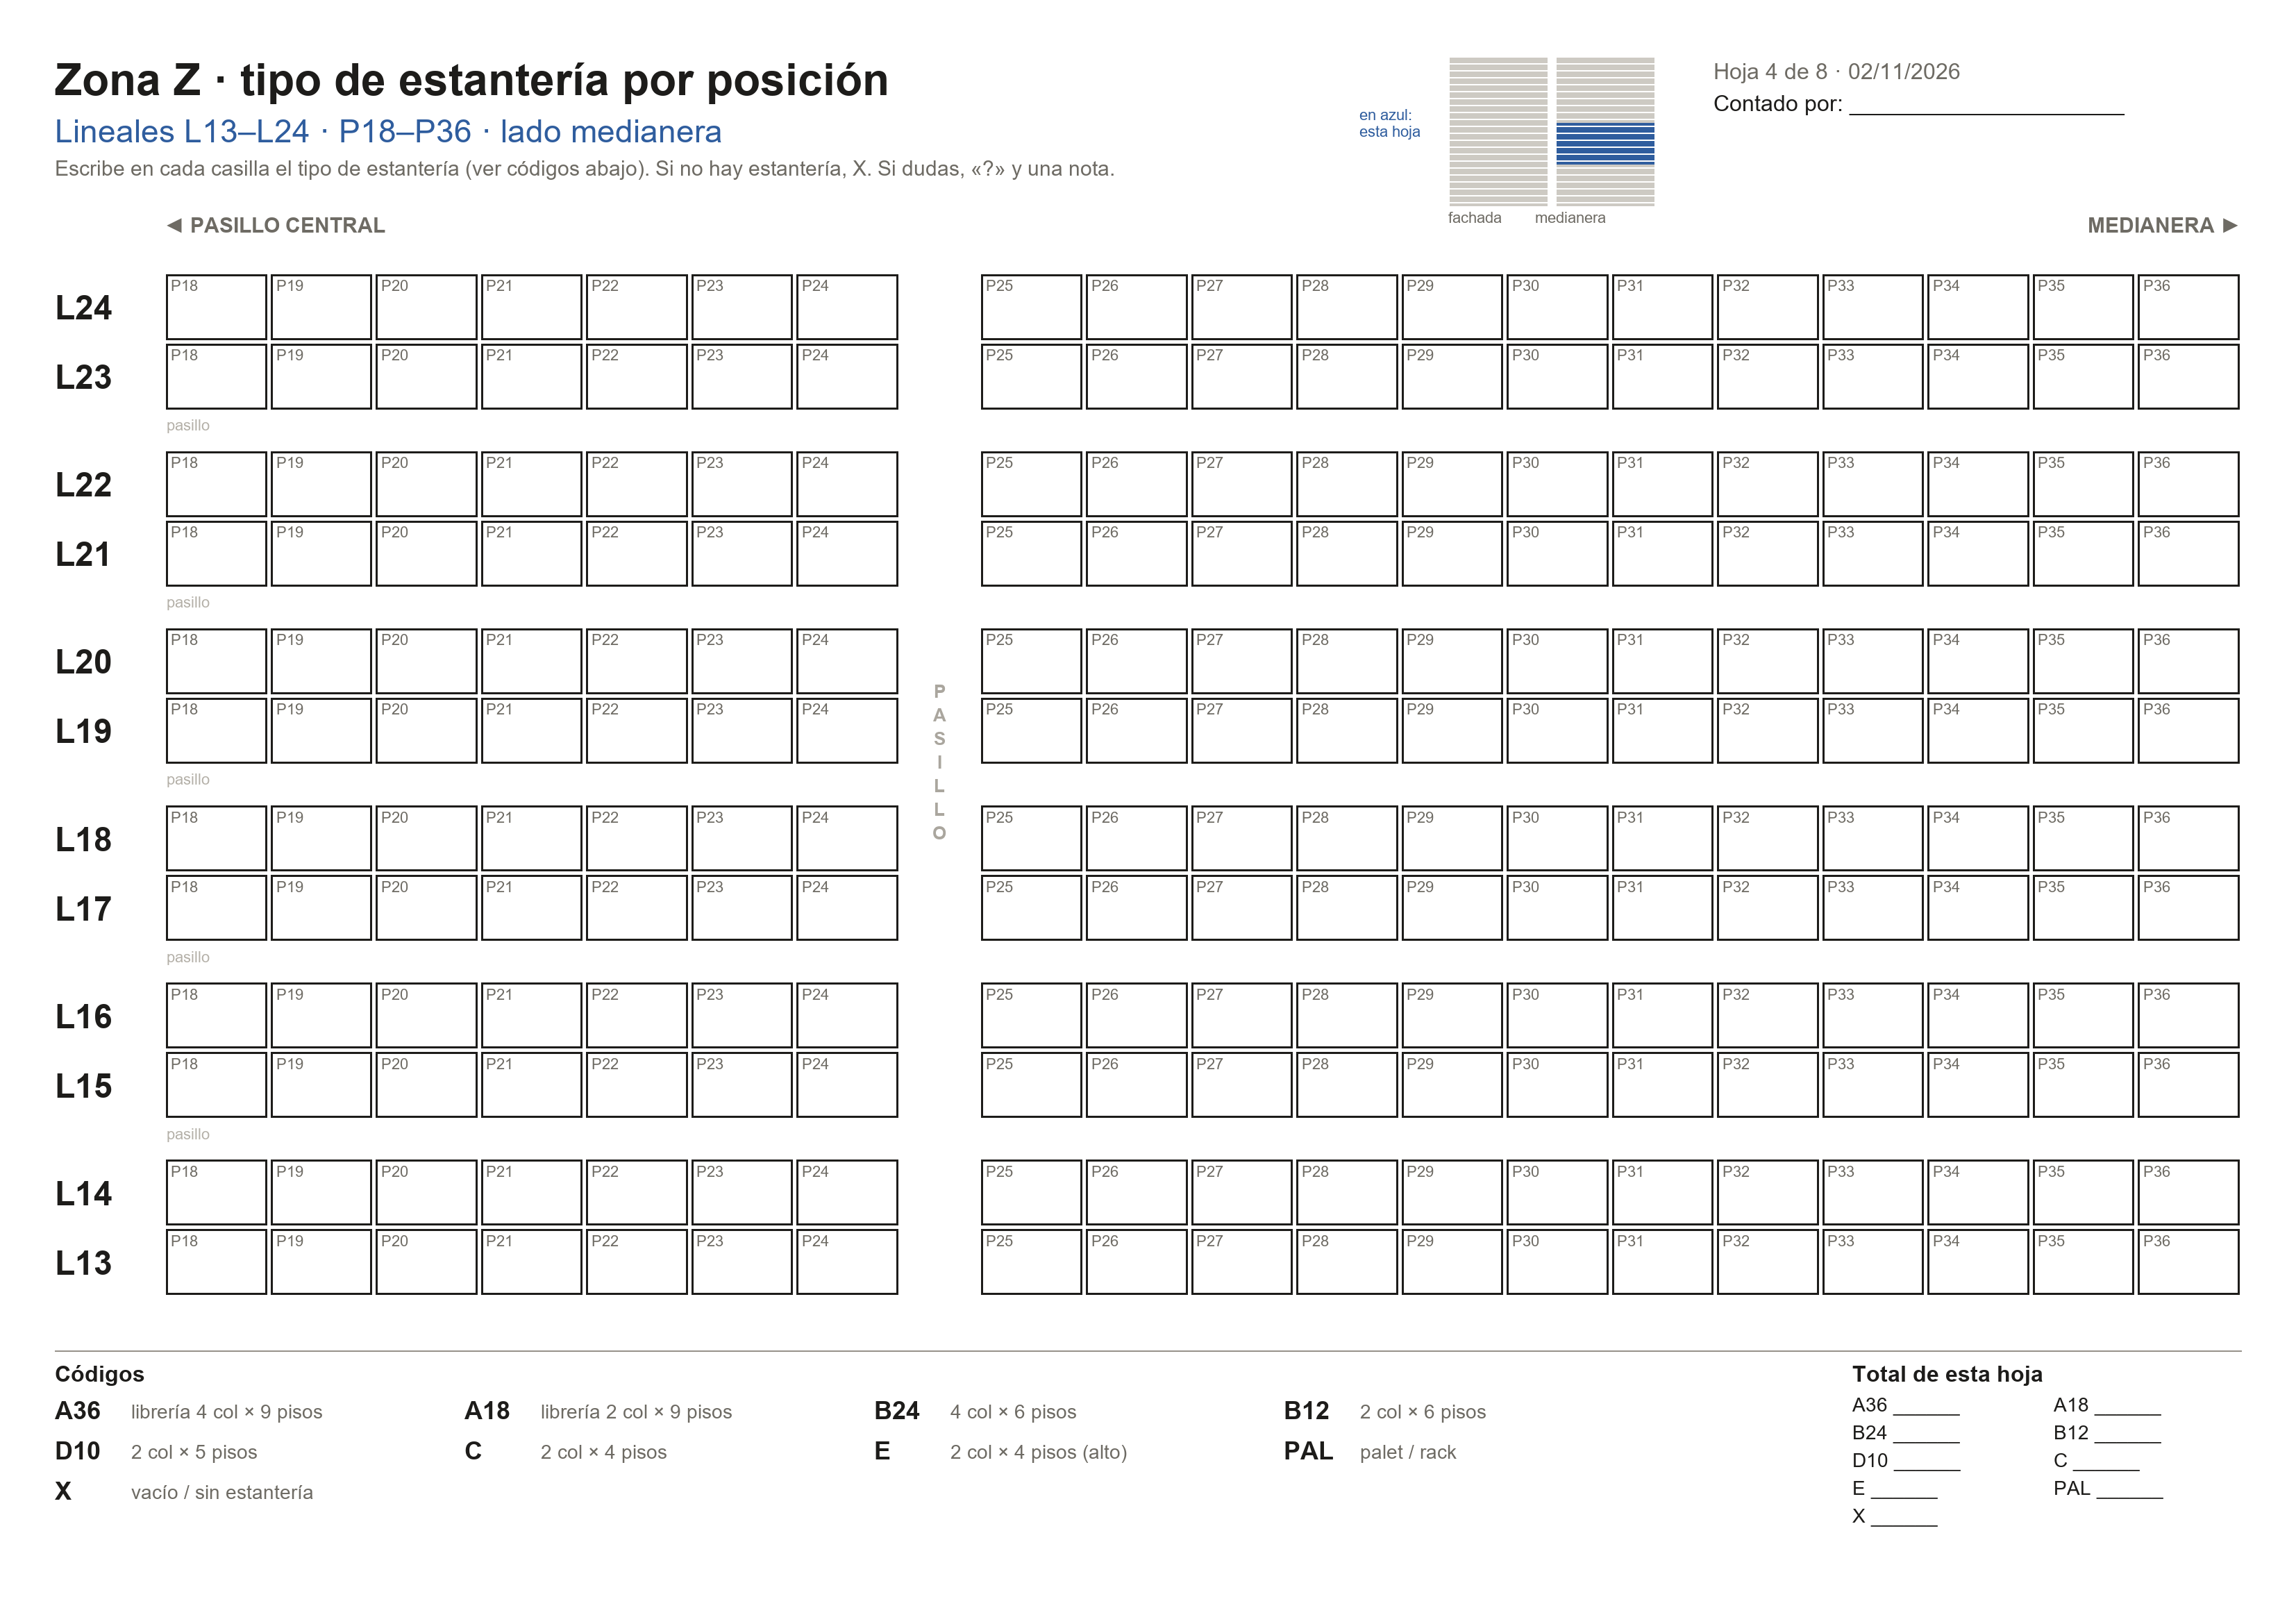 Zona Z · tipo de estantería por posición
Lineales L13–L24 · P18–P36 · lado medianera
Escribe en cada casilla el tipo de estantería (ver códigos abajo). Si no hay estantería, X. Si dudas, «?» y una nota.
en azul:
esta hoja
fachada medianera
Hoja 4 de 8 · 02/11/2026
Contado por: ____________________
◄ PASILLO CENTRAL MEDIANERA ►
L24 P18 P19 P20 P21 P22 P23 P24 P25 P26 P27 P28 P29 P30 P31 P32 P33 P34 P35 P36
L23 P18 P19 P20 P21 P22 P23 P24 P25 P26 P27 P28 P29 P30 P31 P32 P33 P34 P35 P36
pasillo
L22 P18 P19 P20 P21 P22 P23 P24 P25 P26 P27 P28 P29 P30 P31 P32 P33 P34 P35 P36
L21 P18 P19 P20 P21 P22 P23 P24 P25 P26 P27 P28 P29 P30 P31 P32 P33 P34 P35 P36
pasillo
L20 P18 P19 P20 P21 P22 P23 P24 P25 P26 P27 P28 P29 P30 P31 P32 P33 P34 P35 P36
L19 P18 P19 P20 P21 P22 P23 P24 P25 P26 P27 P28 P29 P30 P31 P32 P33 P34 P35 P36
pasillo
PASILLO
L18 P18 P19 P20 P21 P22 P23 P24 P25 P26 P27 P28 P29 P30 P31 P32 P33 P34 P35 P36
L17 P18 P19 P20 P21 P22 P23 P24 P25 P26 P27 P28 P29 P30 P31 P32 P33 P34 P35 P36
pasillo
L16 P18 P19 P20 P21 P22 P23 P24 P25 P26 P27 P28 P29 P30 P31 P32 P33 P34 P35 P36
L15 P18 P19 P20 P21 P22 P23 P24 P25 P26 P27 P28 P29 P30 P31 P32 P33 P34 P35 P36
pasillo
L14 P18 P19 P20 P21 P22 P23 P24 P25 P26 P27 P28 P29 P30 P31 P32 P33 P34 P35 P36
L13 P18 P19 P20 P21 P22 P23 P24 P25 P26 P27 P28 P29 P30 P31 P32 P33 P34 P35 P36
Códigos
A36 librería 4 col × 9 pisos A18 librería 2 col × 9 pisos B24 4 col × 6 pisos B12 2 col × 6 pisos
D10 2 col × 5 pisos C 2 col × 4 pisos E 2 col × 4 pisos (alto) PAL palet / rack
X vacío / sin estantería
Total de esta hoja
A36 ______ A18 ______
B24 ______ B12 ______
D10 ______ C ______
E ______ PAL ______
X ______